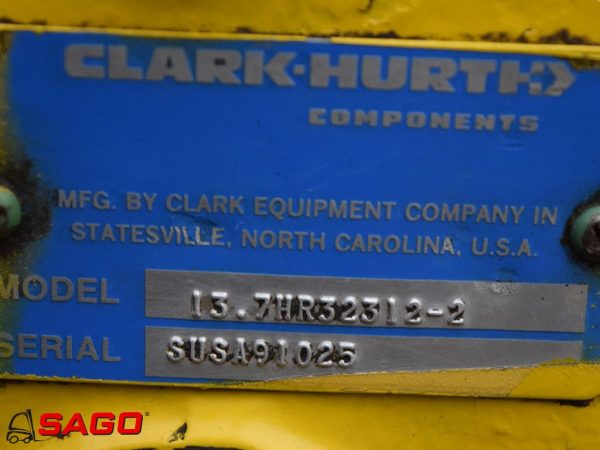 CLARK-HURTH
COMPONENTS
MFG. BY CLARK EQUIPMENT COMPANY IN
STATESVILLE, NORTH CAROLINA, U.S.A.
MODEL 13.7HR32312-2
SERIAL SUSA91025
SAGO®